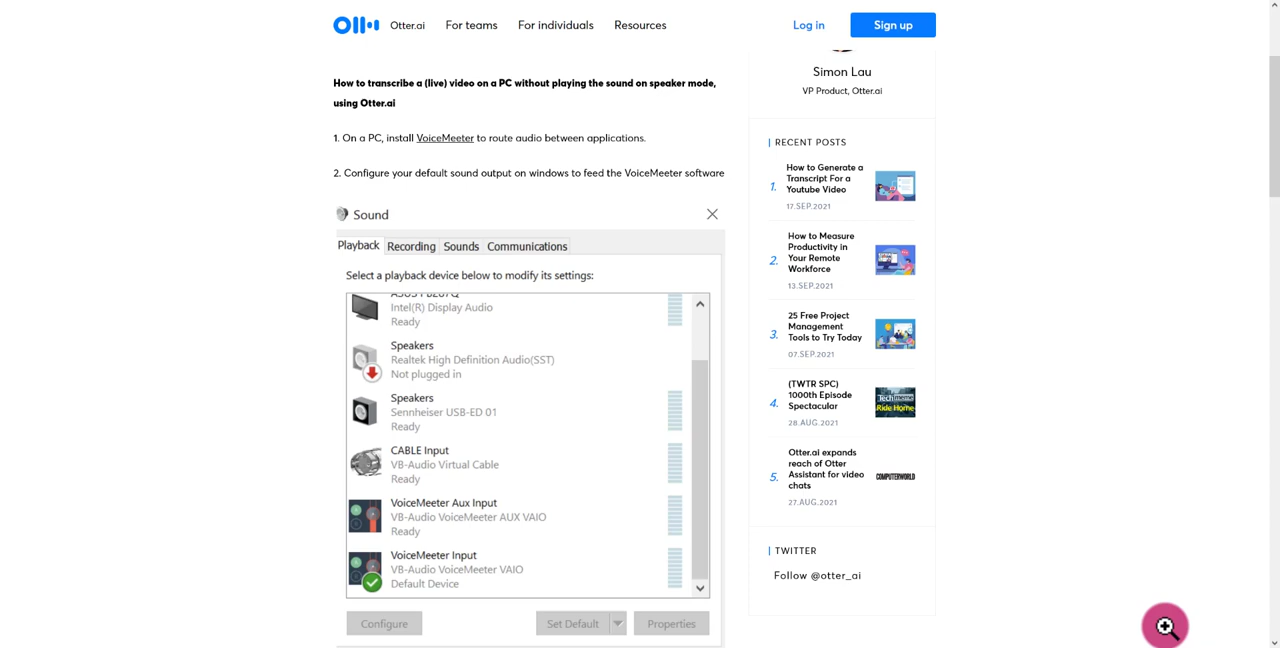 Otter.ai
For teams
For individuals
Resources
Log in
Sign up
How to transcribe a (live) video on a PC without playing the sound on speaker mode,
using Otter.ai
1. On a PC, install VoiceMeeter to route audio between applications.
2. Configure your default sound output on windows to feed the VoiceMeeter software
Sound
Playback
Recording
Sounds
Communications
Select a playback device below to modify its settings:
Intel(R) Display Audio
Ready
Speakers
Realtek High Definition Audio(SST)
Not plugged in
Speakers
Sennheiser USB-ED 01
Ready
CABLE Input
VB-Audio Virtual Cable
Ready
VoiceMeeter Aux Input
VB-Audio VoiceMeeter AUX VAIO
Ready
VoiceMeeter Input
VB-Audio VoiceMeeter VAIO
Default Device
Configure
Set Default
Properties
Simon Lau
VP Product, Otter.ai
RECENT POSTS
1.
How to Generate a
Transcript For a
Youtube Video
17.SEP.2021
2.
How to Measure
Productivity in
Your Remote
Workforce
13.SEP.2021
3.
25 Free Project
Management
Tools to Try Today
07.SEP.2021
4.
(TWTR SPC)
1000th Episode
Spectacular
28.AUG.2021
Ride Home
5.
Otter.ai expands
reach of Otter
Assistant for video
chats
27.AUG.2021
COMPUTERWORLD
TWITTER
Follow @otter_ai